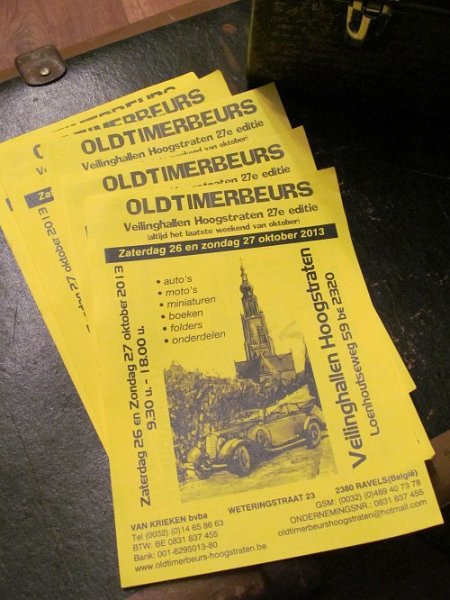 OLDTIMERBEURS
Veilinghallen Hoogstraten 27e editie
OLDTIMERBEURS
Hoogstraten 27e editie
OLDTIMERBEURS
Veilinghallen Hoogstraten 27e editie
(altijd het laatste weekend van oktober)
Zaterdag 26 en zondag 27 oktober 2013
• auto's
• moto's
• miniaturen
• boeken
• folders
• onderdelen
Zaterdag 26 en Zondag 27 oktober 2013
9.30 u. - 18.00 u.
Veilinghallen Hoogstraten
Loenhoutseweg 59 be 2320
VAN KRIEKEN bvba
WETERINGSTRAAT 23
2380 RAVELS(België)
Tel (0032) (0)14 65 86 63
GSM: (0032) (0)489 40 73 78
BTW: BE 0831 837 455
ONDERNEMINGSNR.: 0831 837 455
Bank: 001-6295013-80
oldtimerbeurshoogstraten@hotmail.com
www.oldtimerbeurs-hoogstraten.be